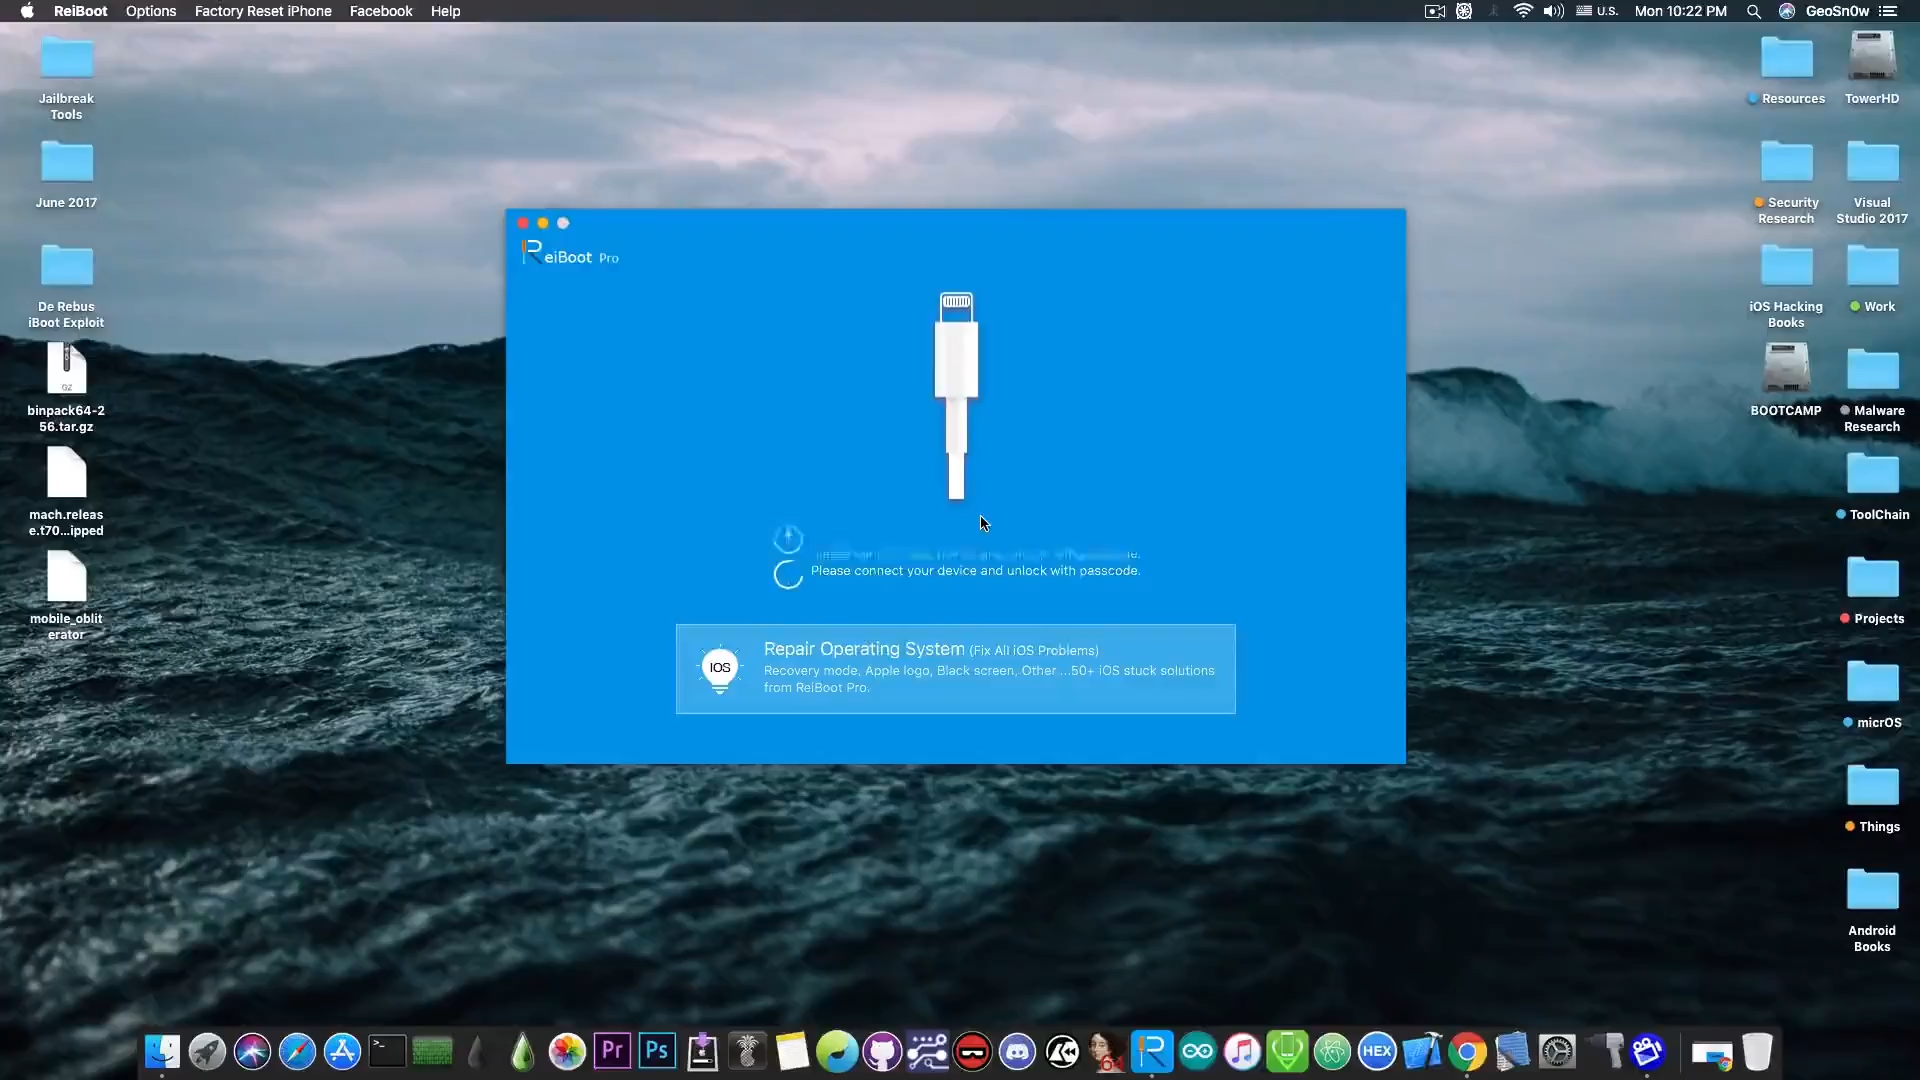 ReiBoot Options Factory Reset iPhone Facebook Help
U.S. Mon 10:22 PM GeoSn0w
Jailbreak
Tools
June 2017
De Rebus
iBoot Exploit
GZ
binpack64-2
56.tar.gz
mach.releas
e.t70...ipped
mobile_oblit
erator
ReiBoot Pro
Please connect your device and unlock with passcode.
IOS
Repair Operating System (Fix All iOS Problems)
Recovery mode, Apple logo, Black screen, Other ...50+ iOS stuck solutions
from ReiBoot Pro.
Resources
TowerHD
Security
Research
Visual
Studio 2017
iOS Hacking
Books
Work
BOOTCAMP
Malware
Research
ToolChain
Projects
micrOS
Things
Android
Books
Pr
Ps
HEX